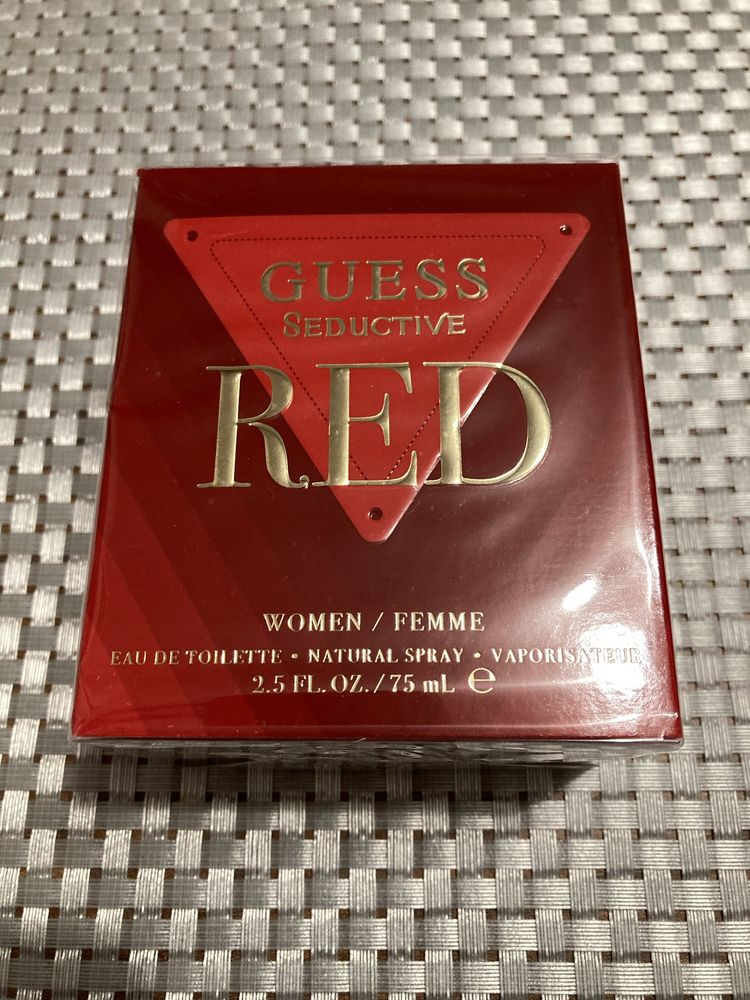 GUESS
SEDUCTIVE
RED
WOMEN / FEMME
EAU DE TOILETTE • NATURAL SPRAY • VAPORISATEUR
2.5 FL. OZ./75 mL ℮